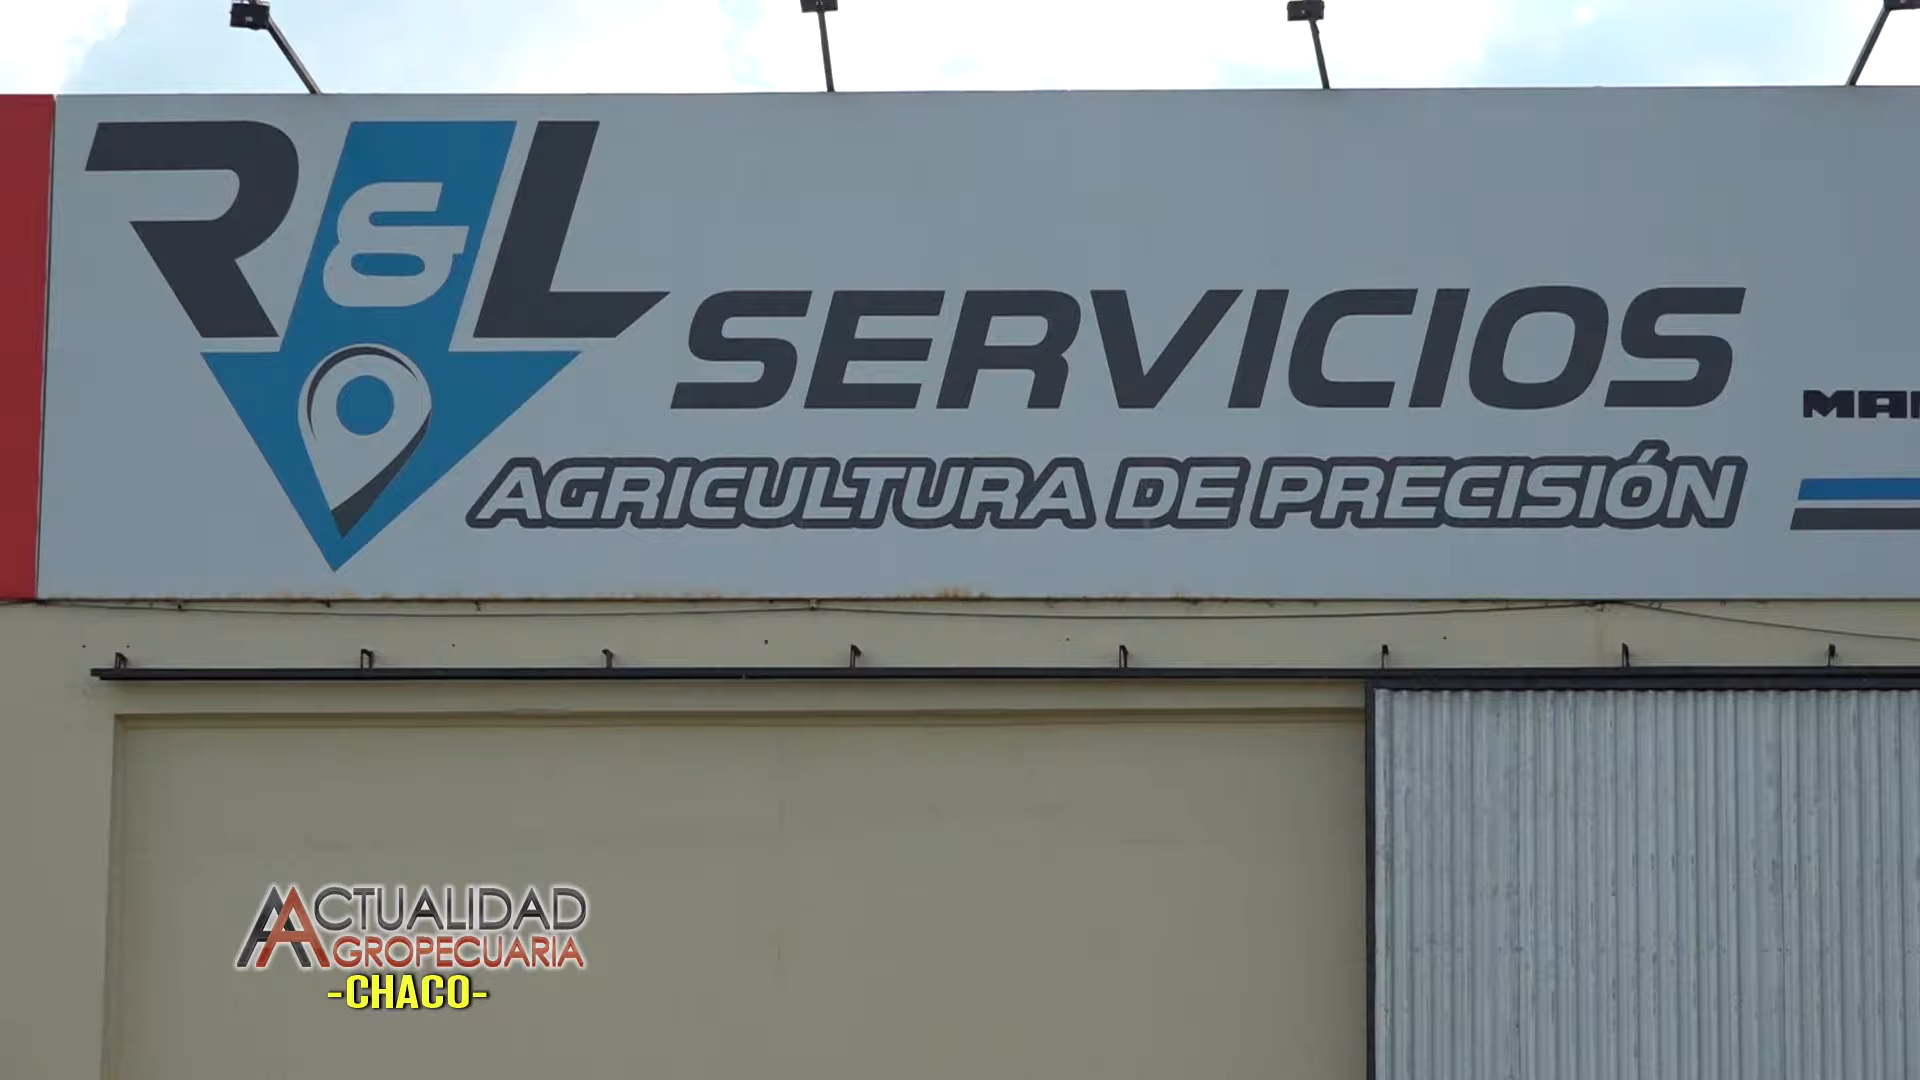 R&L SERVICIOS
AGRICULTURA DE PRECISIÓN
ACTUALIDAD
AGROPECUARIA
-CHACO-